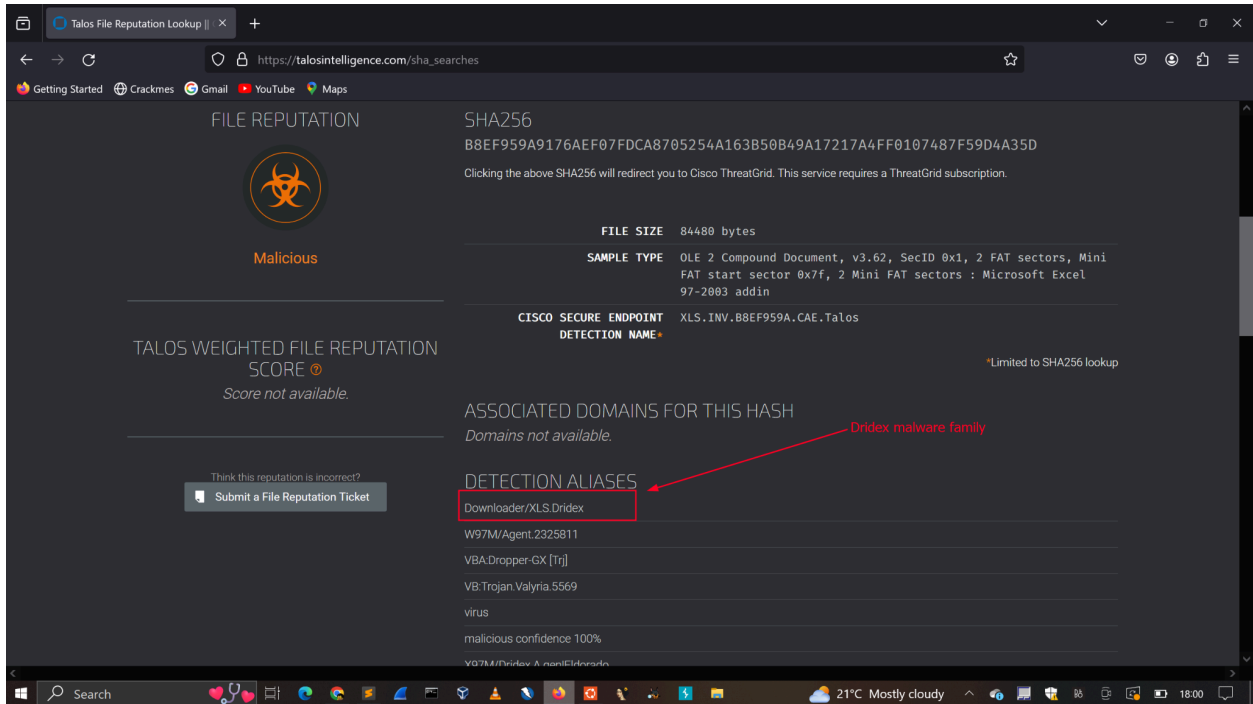 Talos File Reputation Lookup ||
https://talosintelligence.com/sha_searches
Getting Started Crackmes Gmail YouTube Maps
FILE REPUTATION
Malicious
TALOS WEIGHTED FILE REPUTATION
SCORE ?
Score not available.
Think this reputation is incorrect?
Submit a File Reputation Ticket
SHA256
B8EF959A9176AEF07FDCA8705254A163B50B49A17217A4FF0107487F59D4A35D
Clicking the above SHA256 will redirect you to Cisco ThreatGrid. This service requires a ThreatGrid subscription.
FILE SIZE 84480 bytes
SAMPLE TYPE OLE 2 Compound Document, v3.62, SecID 0x1, 2 FAT sectors, Mini
FAT start sector 0x7f, 2 Mini FAT sectors : Microsoft Excel
97-2003 addin
CISCO SECURE ENDPOINT XLS.INV.B8EF959A.CAE.Talos
DETECTION NAME*
*Limited to SHA256 lookup
ASSOCIATED DOMAINS FOR THIS HASH
Domains not available.
Dridex malware family
DETECTION ALIASES
Downloader/XLS.Dridex
W97M/Agent.2325811
VBA:Dropper-GX [Trj]
VB:Trojan.Valyria.5569
virus
malicious confidence 100%
X97M/Dridex.A.gen!Eldorado
Search
21°C Mostly cloudy
18:00